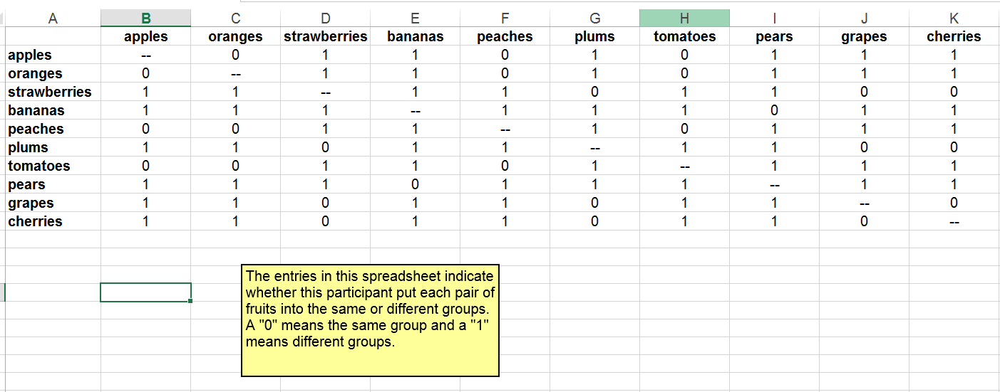 A B C D E F G H I J K
apples oranges strawberries bananas peaches plums tomatoes pears grapes cherries
apples -- 0 1 1 0 1 0 1 1 1
oranges 0 -- 1 1 0 1 0 1 1 1
strawberries 1 1 -- 1 1 0 1 1 0 0
bananas 1 1 1 -- 1 1 1 0 1 1
peaches 0 0 1 1 -- 1 0 1 1 1
plums 1 1 0 1 1 -- 1 1 0 0
tomatoes 0 0 1 1 0 1 -- 1 1 1
pears 1 1 1 0 1 1 1 -- 1 1
grapes 1 1 0 1 1 0 1 1 -- 0
cherries 1 1 0 1 1 0 1 1 0 --
The entries in this spreadsheet indicate
whether this participant put each pair of
fruits into the same or different groups.
A "0" means the same group and a "1"
means different groups.